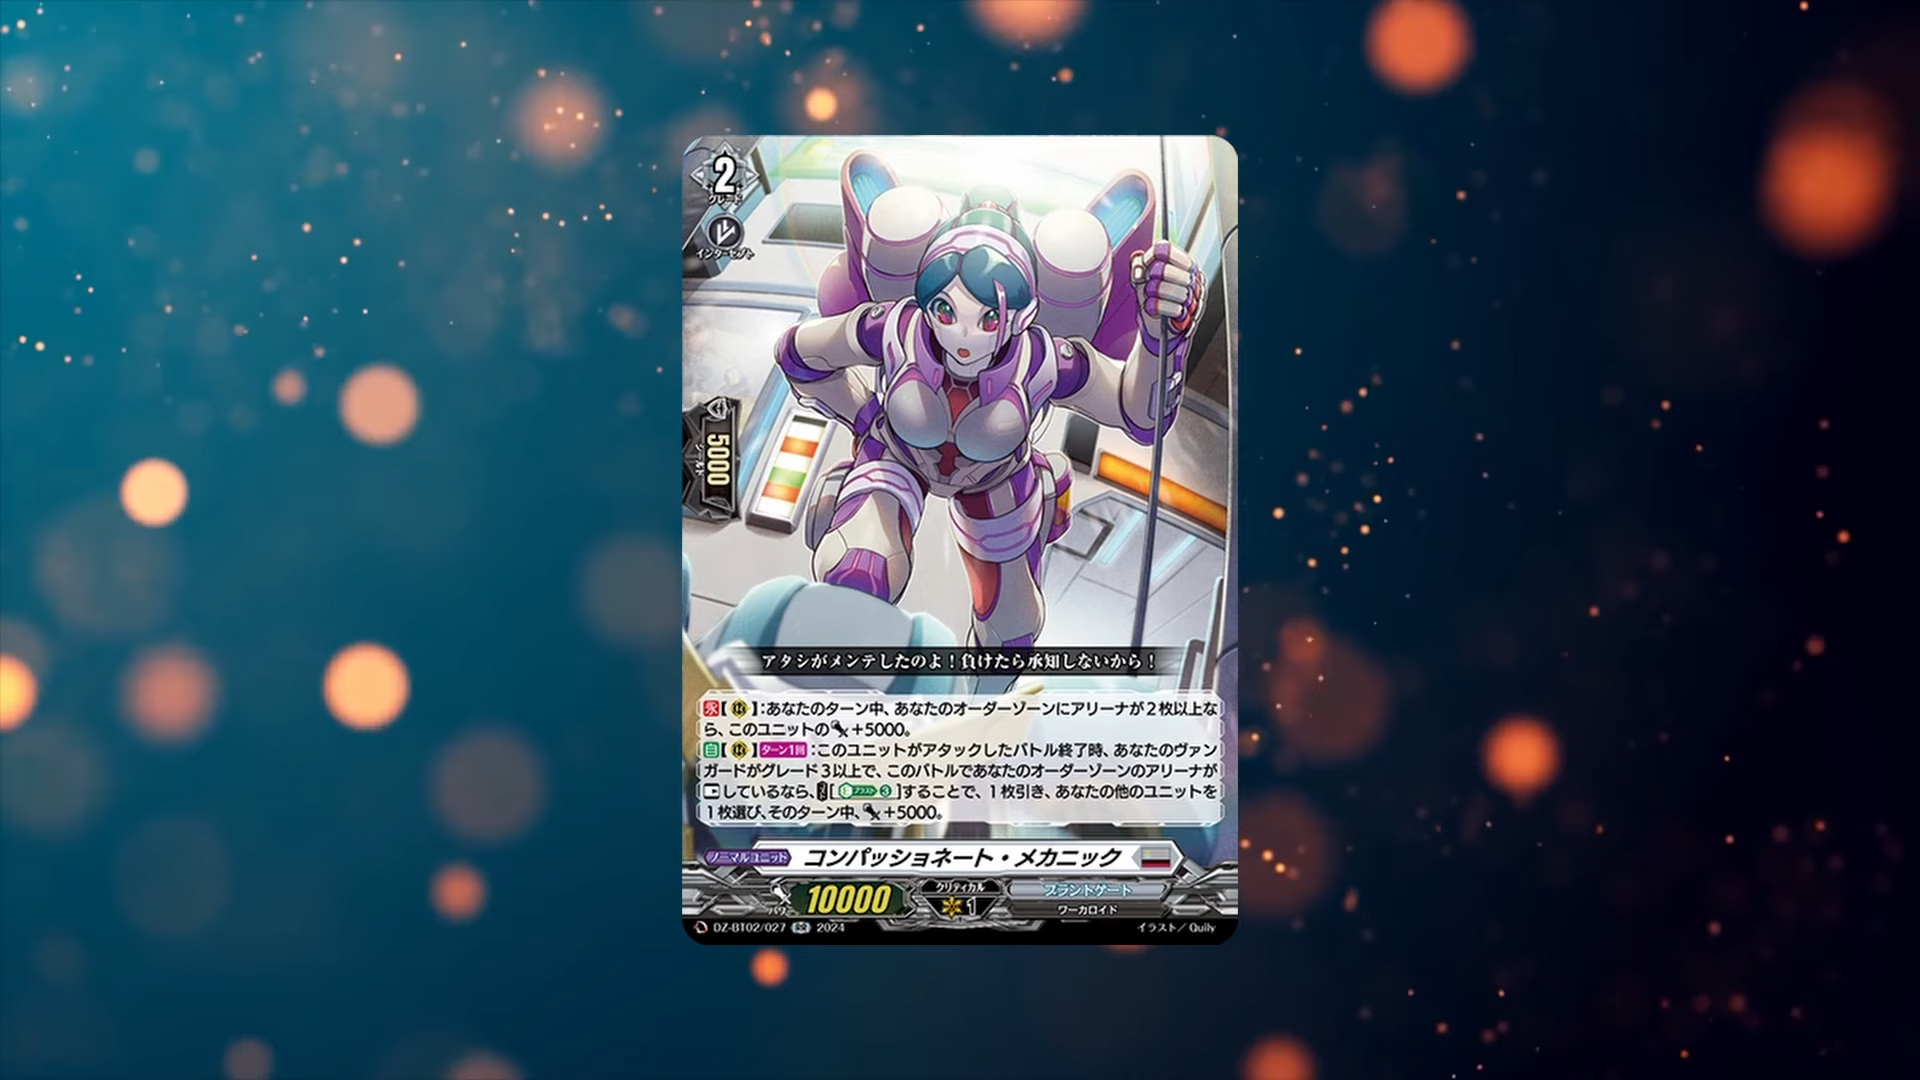 2
グレード
インターセプト
5000
シールド
アタシがメンテしたのよ！負けたら承知しないから！
永【】：あなたのターン中、あなたのオーダーゾーンにアリーナが２枚以上な
ら、このユニットの＋5000。
自【】ターン1回：このユニットがアタックしたバトル終了時、あなたのヴァン
ガードがグレード３以上で、このバトルであなたのオーダーゾーンのアリーナが
しているなら、[Eブラスト3]することで、１枚引き、あなたの他のユニットを
１枚選び、そのターン中、＋5000。
ノーマルユニット コンパッショネート・メカニック
パワー 10000 クリティカル 1 ブラントゲート
ワーカロイド
DZ-BT02/027 RR 2024 イラスト／Quily